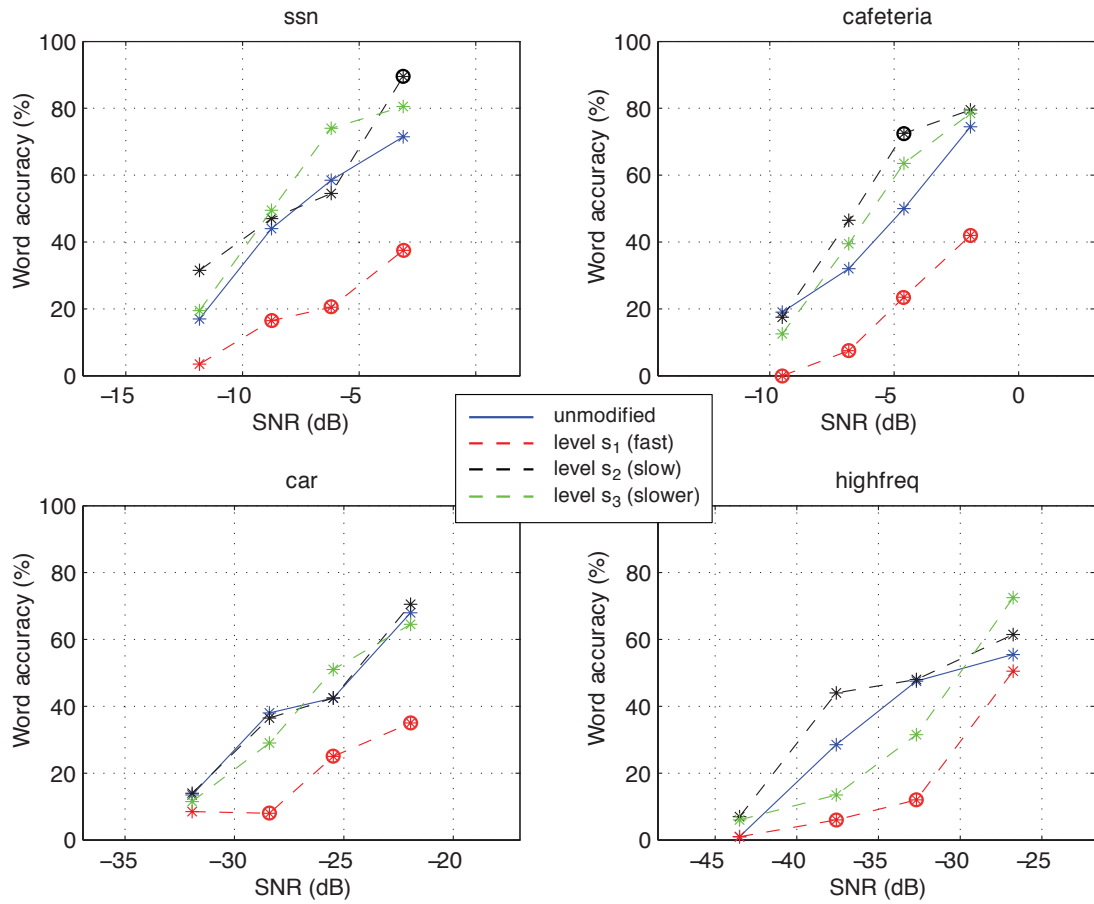 ssn
100
80
60
40
20
0
Word accuracy (%)
−15
−10
−5
SNR (dB)
cafeteria
100
80
60
40
20
0
Word accuracy (%)
−10
−5
0
SNR (dB)
unmodified
level s1 (fast)
level s2 (slow)
level s3 (slower)
car
100
80
60
40
20
0
Word accuracy (%)
−35
−30
−25
−20
SNR (dB)
highfreq
100
80
60
40
20
0
Word accuracy (%)
−45
−40
−35
−30
−25
SNR (dB)